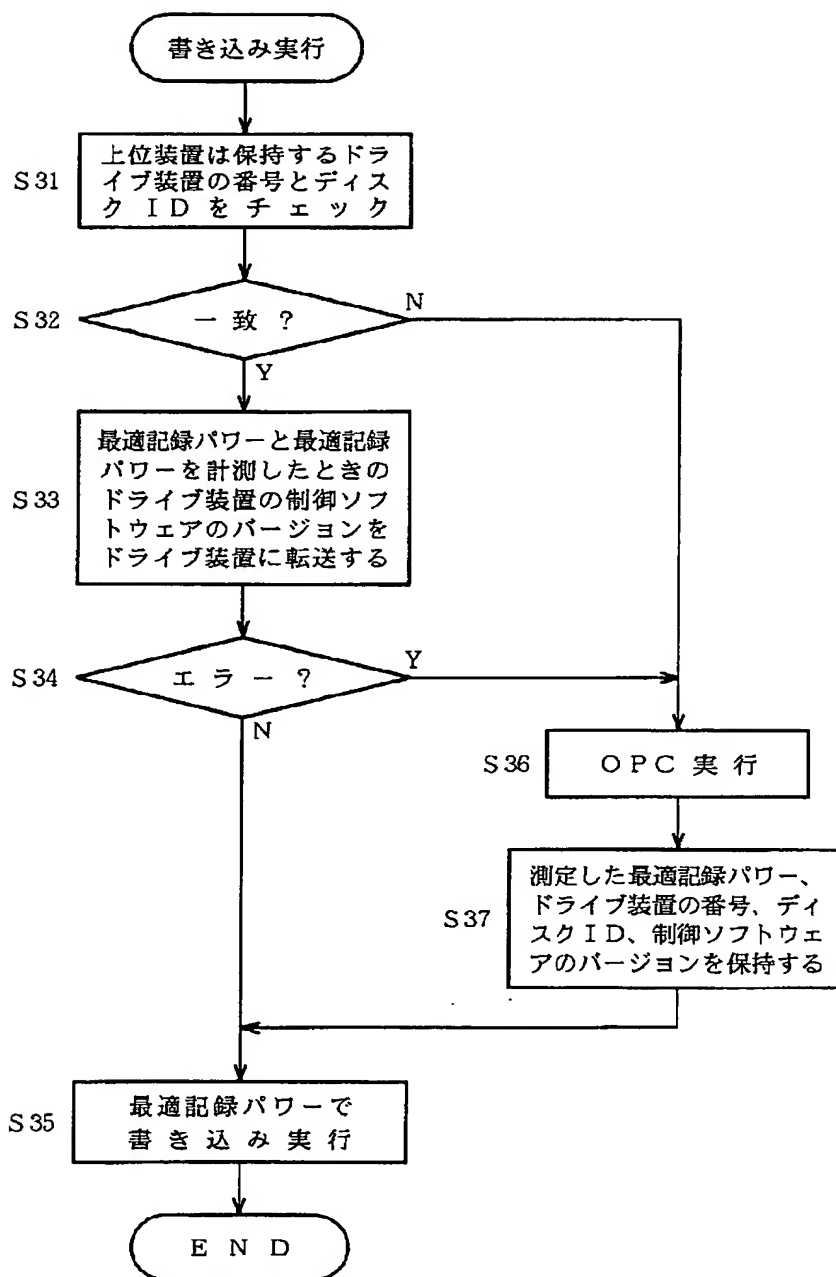 書き込み実行
S31
上位装置は保持するドラ
イブ装置の番号とディス
クIDをチェック
S32
一致？
N
Y
S33
最適記録パワーと最適記録
パワーを計測したときの
ドライブ装置の制御ソフ
トウェアのバージョンを
ドライブ装置に転送する
S34
エラー？
Y
N
S36
OPC実行
S37
測定した最適記録パワー、
ドライブ装置の番号、ディ
スクID、制御ソフトウェ
アのバージョンを保持する
S35
最適記録パワーで
書き込み実行
END